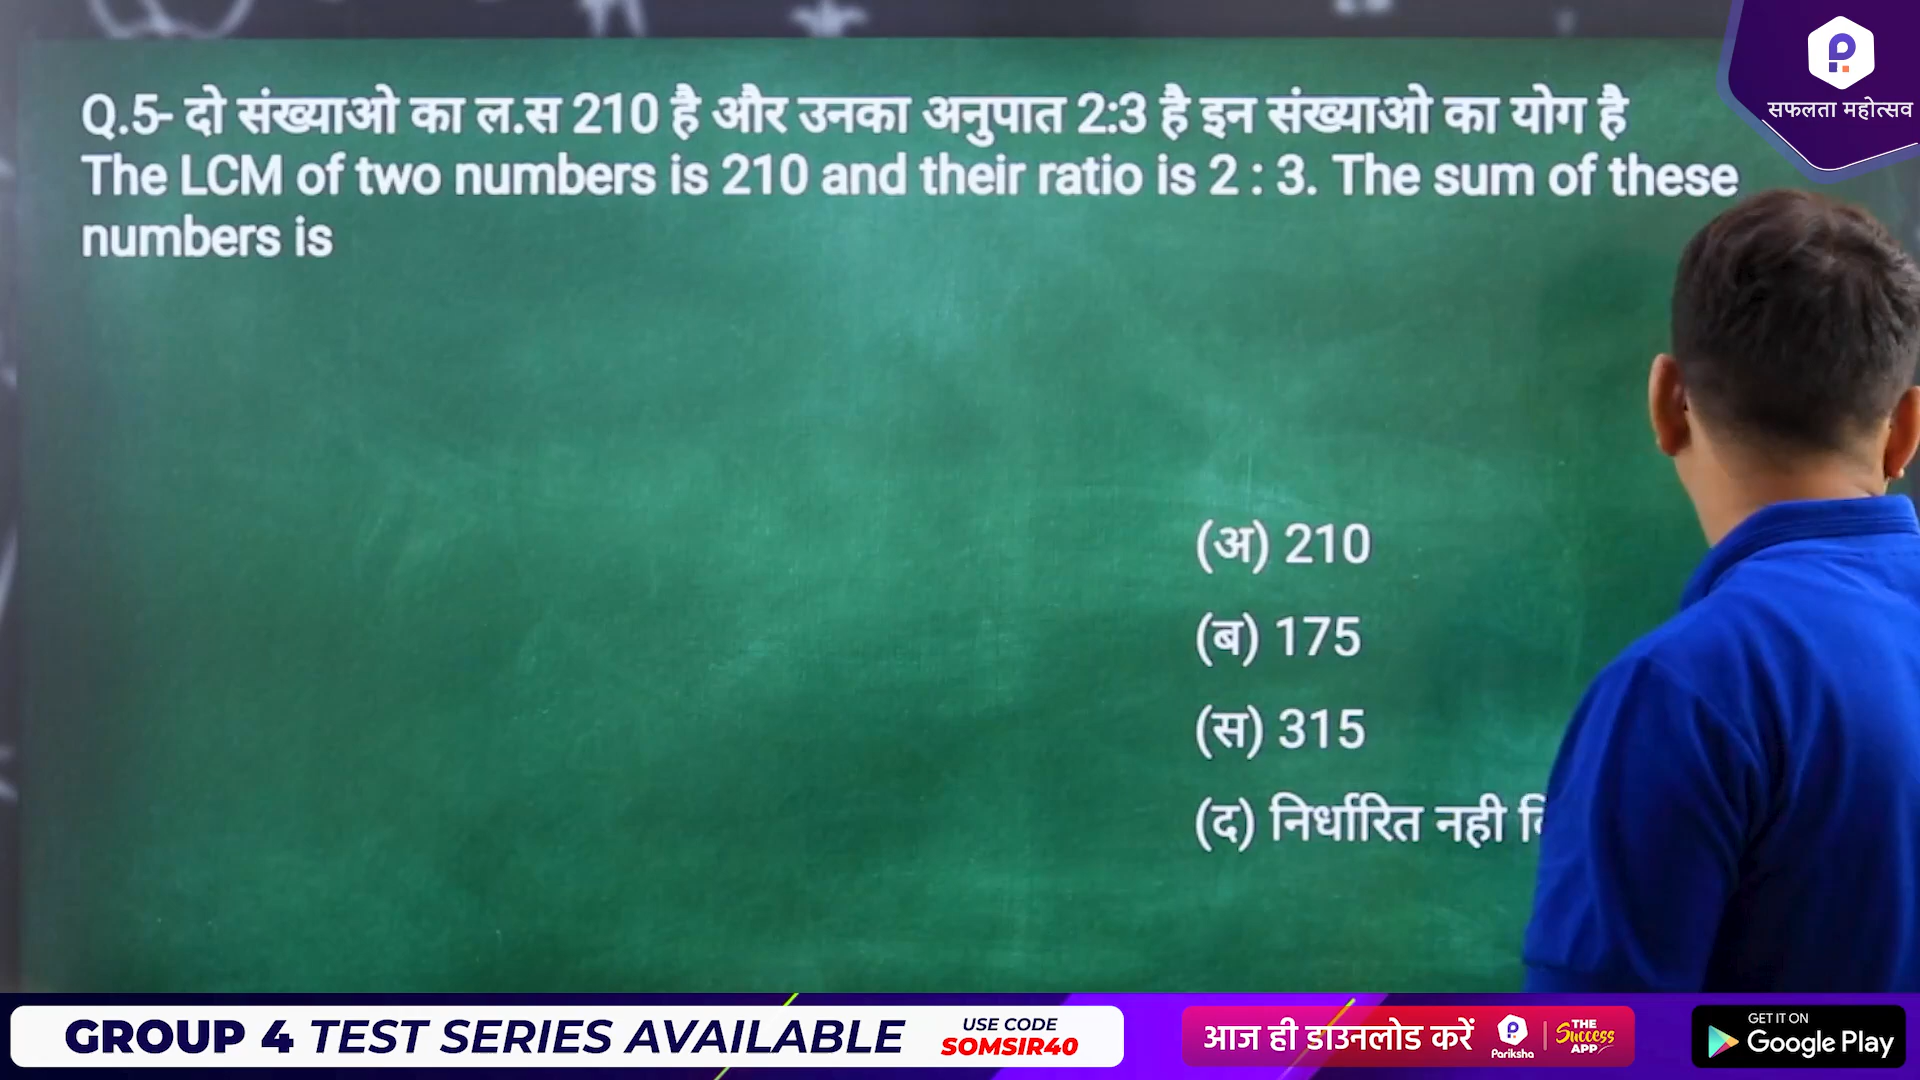 Q.5- दो संख्याओ का ल.स 210 है और उनका अनुपात 2:3 है इन संख्याओ का योग है
The LCM of two numbers is 210 and their ratio is 2 : 3. The sum of these
numbers is
(अ) 210
(ब) 175
(स) 315
(द) निर्धारित नही
P
सफलता महोत्सव
GROUP 4 TEST SERIES AVAILABLE
USE CODE
SOMSIR40
आज ही डाउनलोड करें
Pariksha
THE
Success
APP
GET IT ON
Google Play